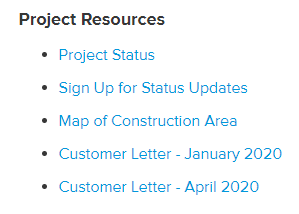 Project Resources
Project Status
Sign Up for Status Updates
Map of Construction Area
Customer Letter - January 2020
Customer Letter - April 2020